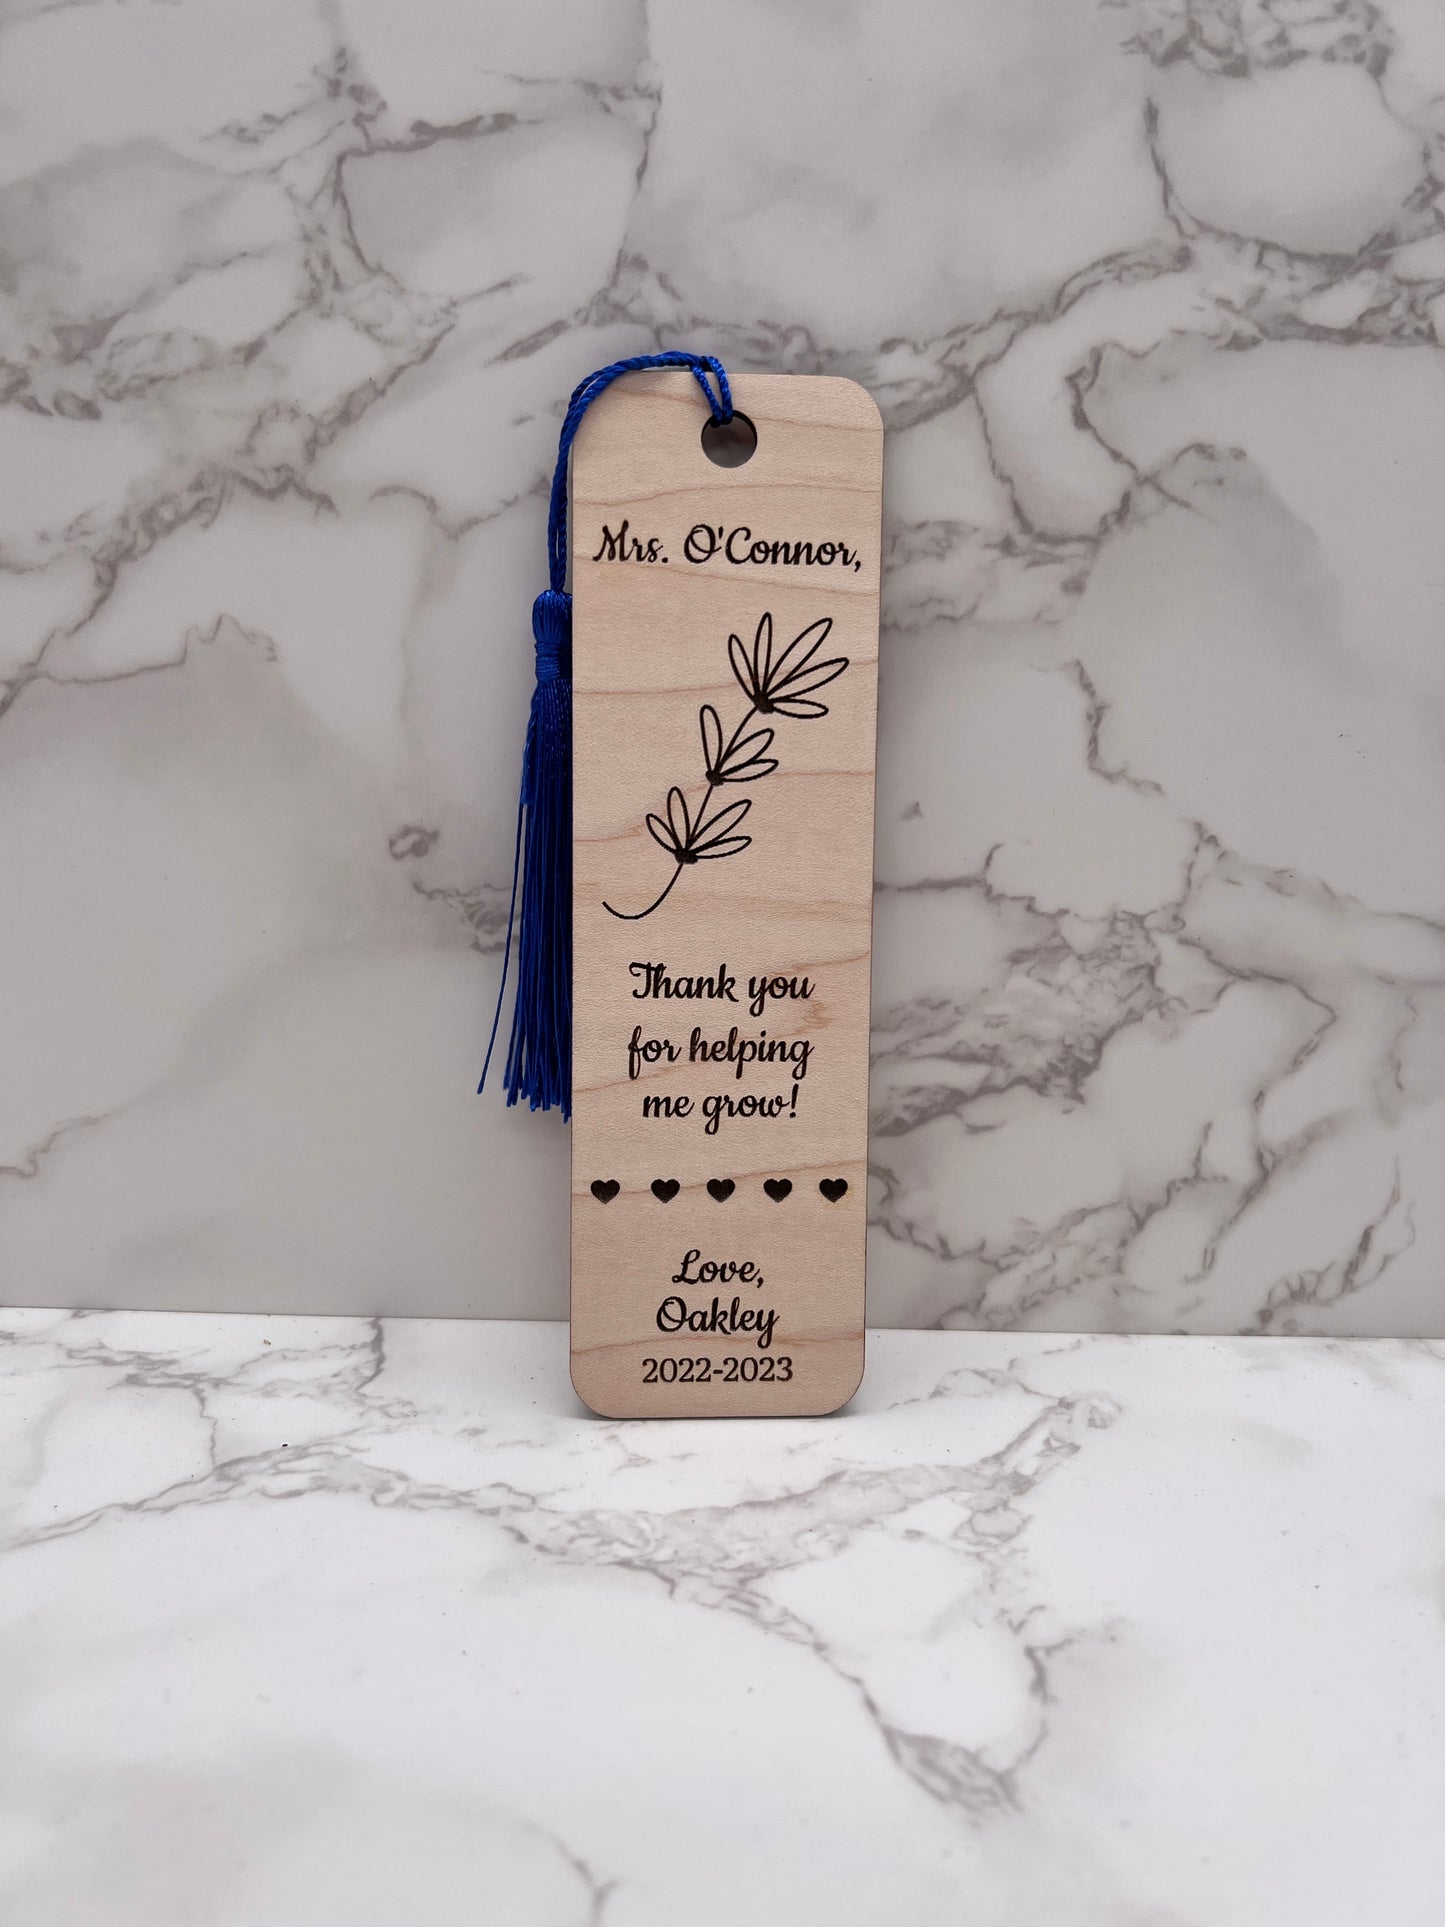 Mrs. O'Connor,
Thank you
for helping
me grow!
Love,
Oakley
2022-2023